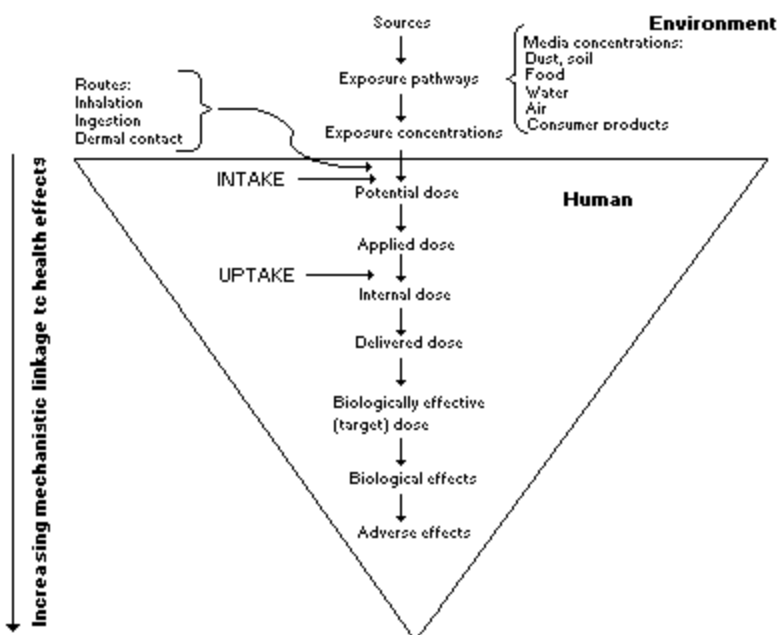 Sources
Environment
Media concentrations:
Dust, soil
Food
Water
Air
Consumer products
Exposure pathways
Routes:
Inhalation
Ingestion
Dermal contact
Exposure concentrations
INTAKE
Potential dose
Human
Applied dose
UPTAKE
Internal dose
Delivered dose
Biologically effective
(target) dose
Biological effects
Adverse effects
Increasing mechanistic linkage to health effects